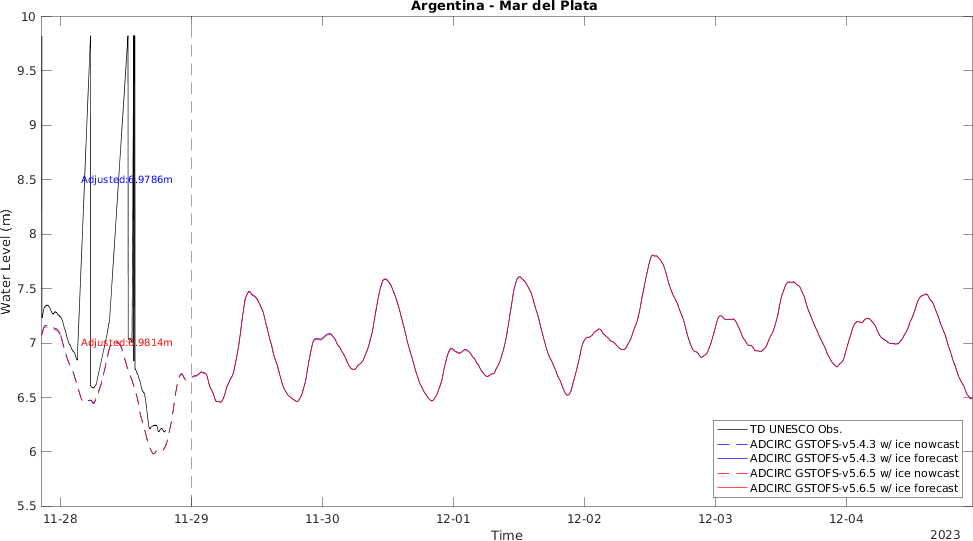 Argentina - Mar del Plata
10
9.5
9
8.5
8
7.5
7
6.5
6
5.5
Water Level (m)
Adjusted:6.9786m
Adjusted:6.9814m
TD UNESCO Obs.
ADCIRC GSTOFS-v5.4.3 w/ ice nowcast
ADCIRC GSTOFS-v5.4.3 w/ ice forecast
ADCIRC GSTOFS-v5.6.5 w/ ice nowcast
ADCIRC GSTOFS-v5.6.5 w/ ice forecast
11-28 11-29 11-30 12-01 12-02 12-03 12-04
Time
2023